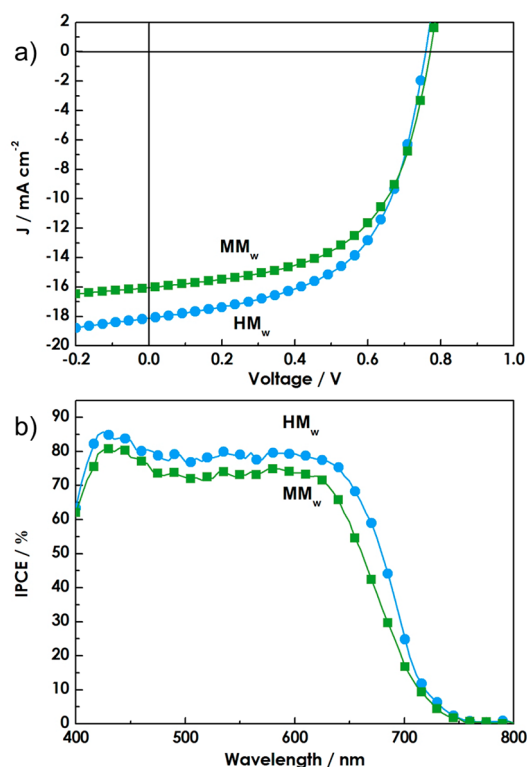 a)
2
0
-2
-4
-6
-8
-10
-12
-14
-16
-18
-20
J / mA cm-2
MMw
HMw
-0.2 0.0 0.2 0.4 0.6 0.8 1.0
Voltage / V
b)
90
80
70
60
50
40
30
20
10
0
IPCE / %
HMw
MMw
400 500 600 700 800
Wavelength / nm